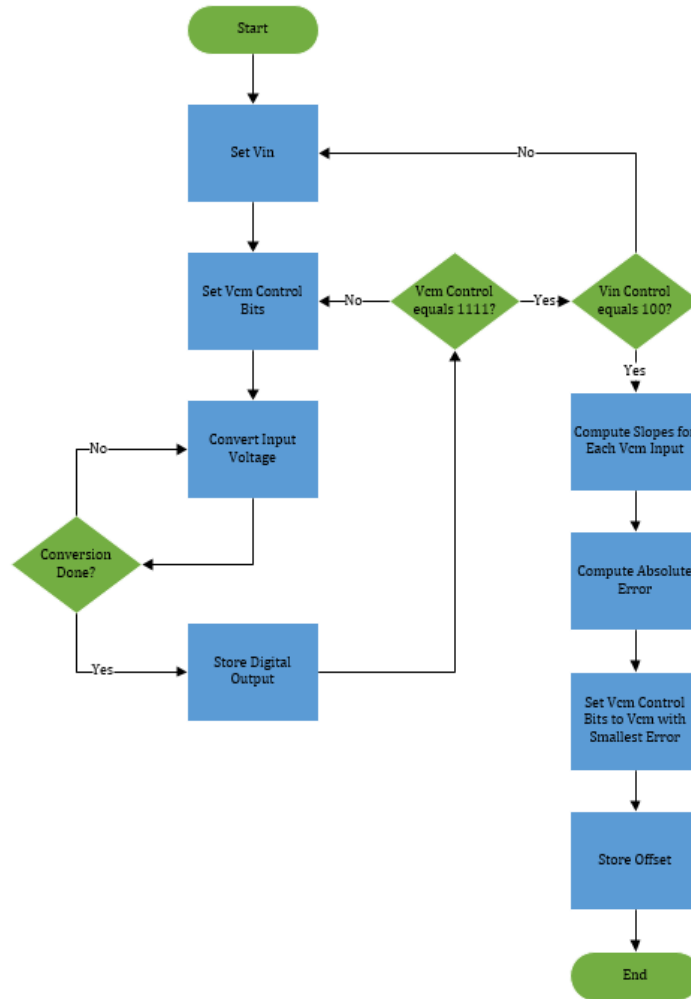 Start
Set Vin
No
Set Vcm Control
Bits
No
Vcm Control
equals 1111?
Yes
Vin Control
equals 100?
Yes
Convert Input
Voltage
No
Conversion
Done?
Yes
Store Digital
Output
Compute Slopes for
Each Vcm Input
Compute Absolute
Error
Set Vcm Control
Bits to Vcm with
Smallest Error
Store Offset
End